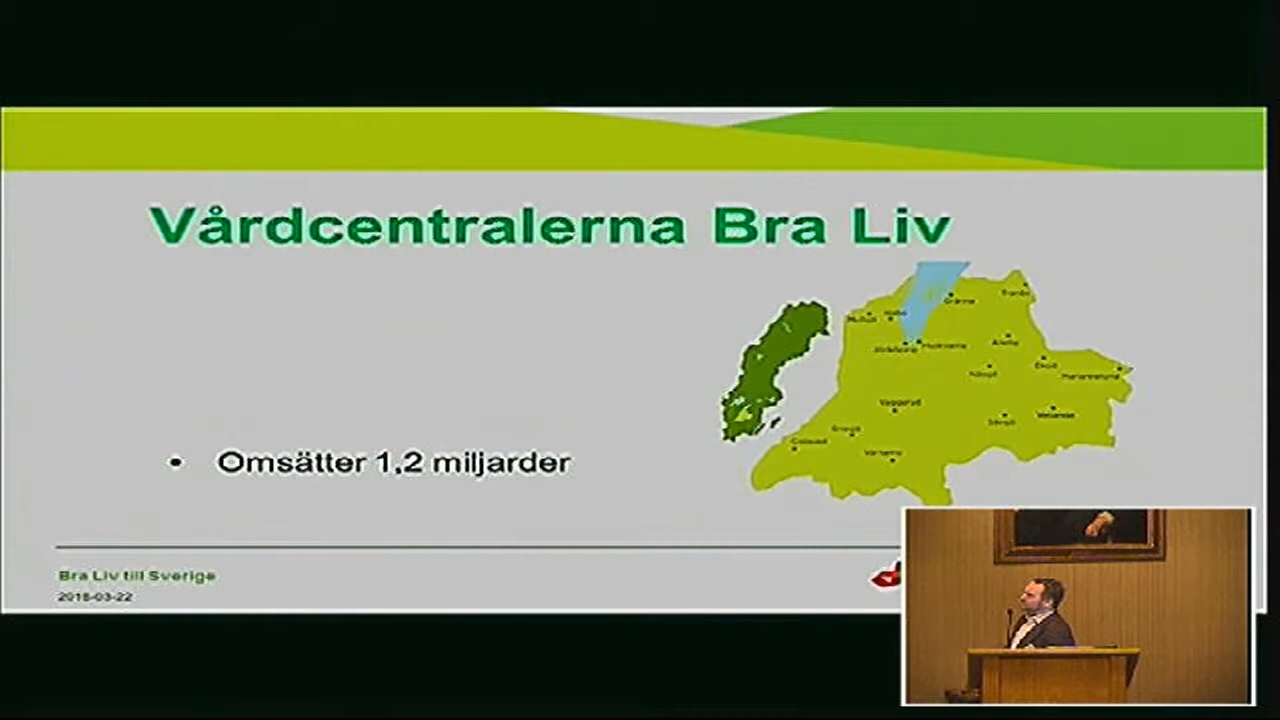 Vårdcentralerna Bra Liv
Gränna
Tranås
Mullsjö
Habo
Jönköping
Huskvarna
Aneby
Eksjö
Nässjö
Mariannelund
Vaggeryd
Sävsjö
Vetlanda
Gnosjö
Gislaved
Värnamo
• Omsätter 1,2 miljarder
Bra Liv till Sverige
2018-03-22